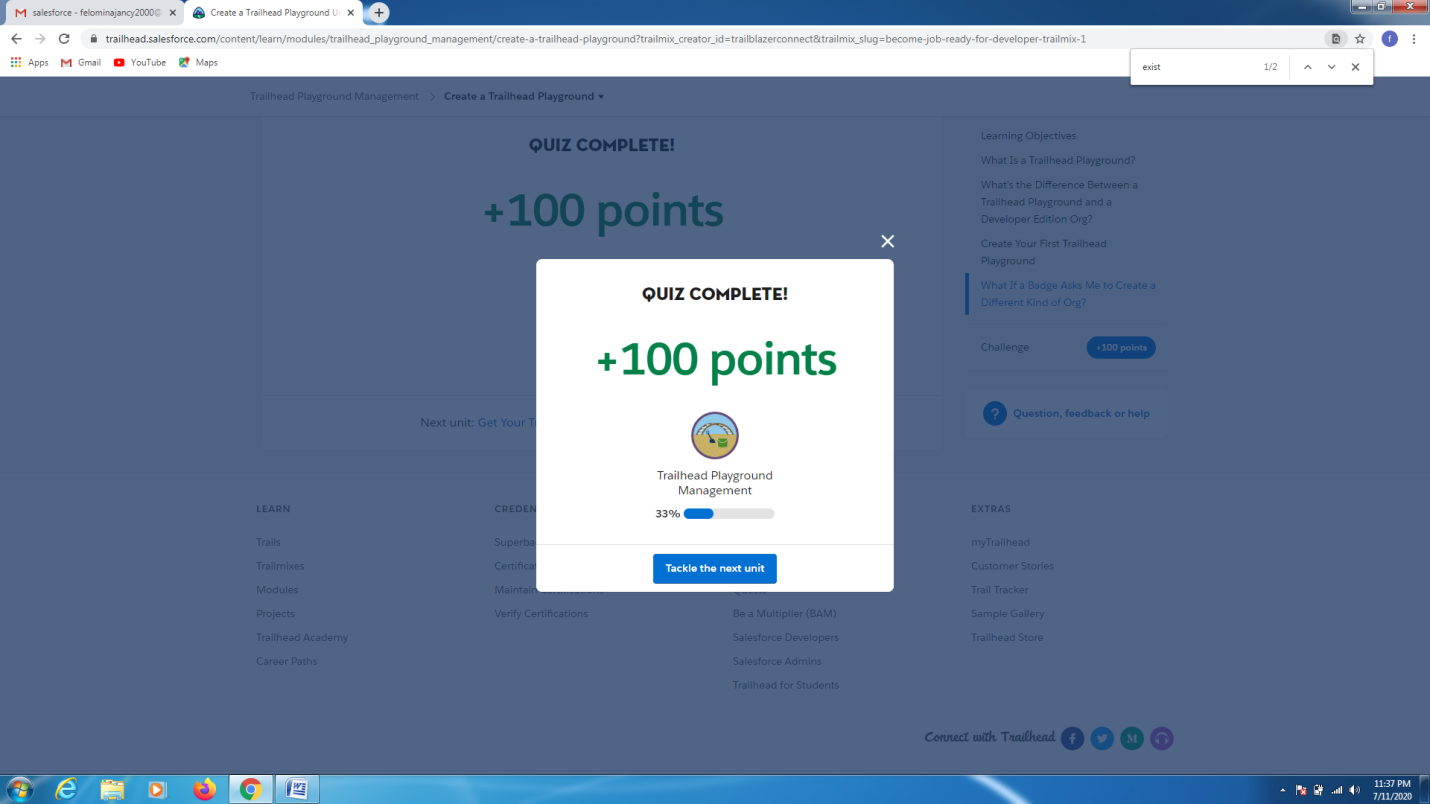 salesforce - felominajancy2000@
Create a Trailhead Playground Un
trailhead.salesforce.com/content/learn/modules/trailhead_playground_management/create-a-trailhead-playground?trailmix_creator_id=trailblazerconnect&trailmix_slug=become-job-ready-for-developer-trailmix-1
f
Apps
Gmail
YouTube
Maps
exist
1/2
Trailhead Playground Management
Create a Trailhead Playground
QUIZ COMPLETE!
+100 points
Next unit: Get Your T
Learning Objectives
What Is a Trailhead Playground?
What's the Difference Between a
Trailhead Playground and a
Developer Edition Org?
Create Your First Trailhead
Playground
What If a Badge Asks Me to Create a
Different Kind of Org?
Challenge
+100 points
? Question, feedback or help
QUIZ COMPLETE!
+100 points
Trailhead Playground
Management
33%
Tackle the next unit
LEARN
Trails
Trailmixes
Modules
Projects
Trailhead Academy
Career Paths
CREDEN
Superba
Certificat
Verify Certifications
Be a Multiplier (BAM)
Salesforce Developers
Salesforce Admins
Trailhead for Students
EXTRAS
myTrailhead
Customer Stories
Trail Tracker
Sample Gallery
Trailhead Store
Connect with Trailhead
11:37 PM
7/11/2020